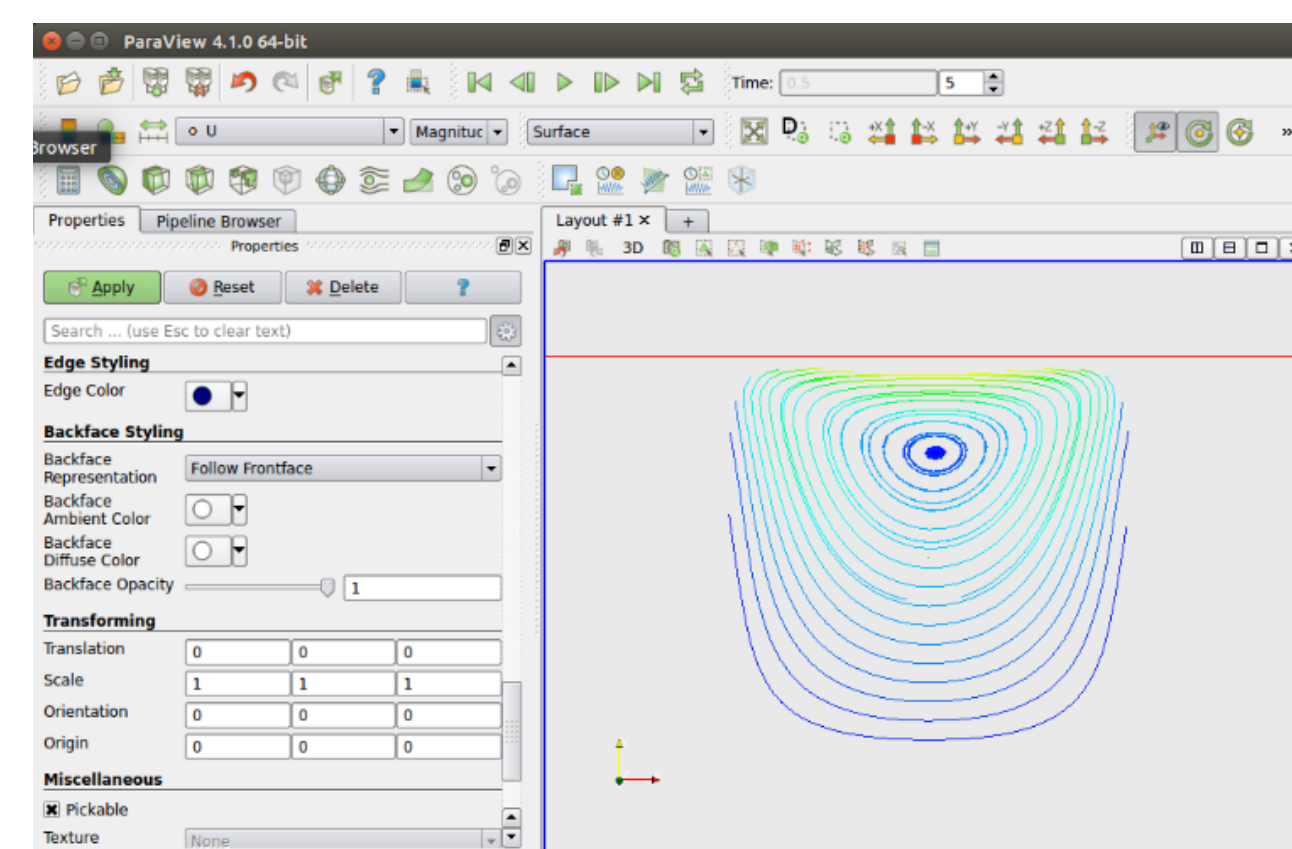 ParaView 4.1.0 64-bit
Time: 0.5 5
U Magnituc Surface
Browser
Properties Pipeline Browser Layout #1 × +
Properties 3D
Apply Reset Delete ?
Search ... (use Esc to clear text)
Edge Styling
Edge Color
Backface Styling
Backface
Representation Follow Frontface
Backface
Ambient Color
Backface
Diffuse Color
Backface Opacity 1
Transforming
Translation 0 0 0
Scale 1 1 1
Orientation 0 0 0
Origin 0 0 0
Miscellaneous
Pickable
Texture None